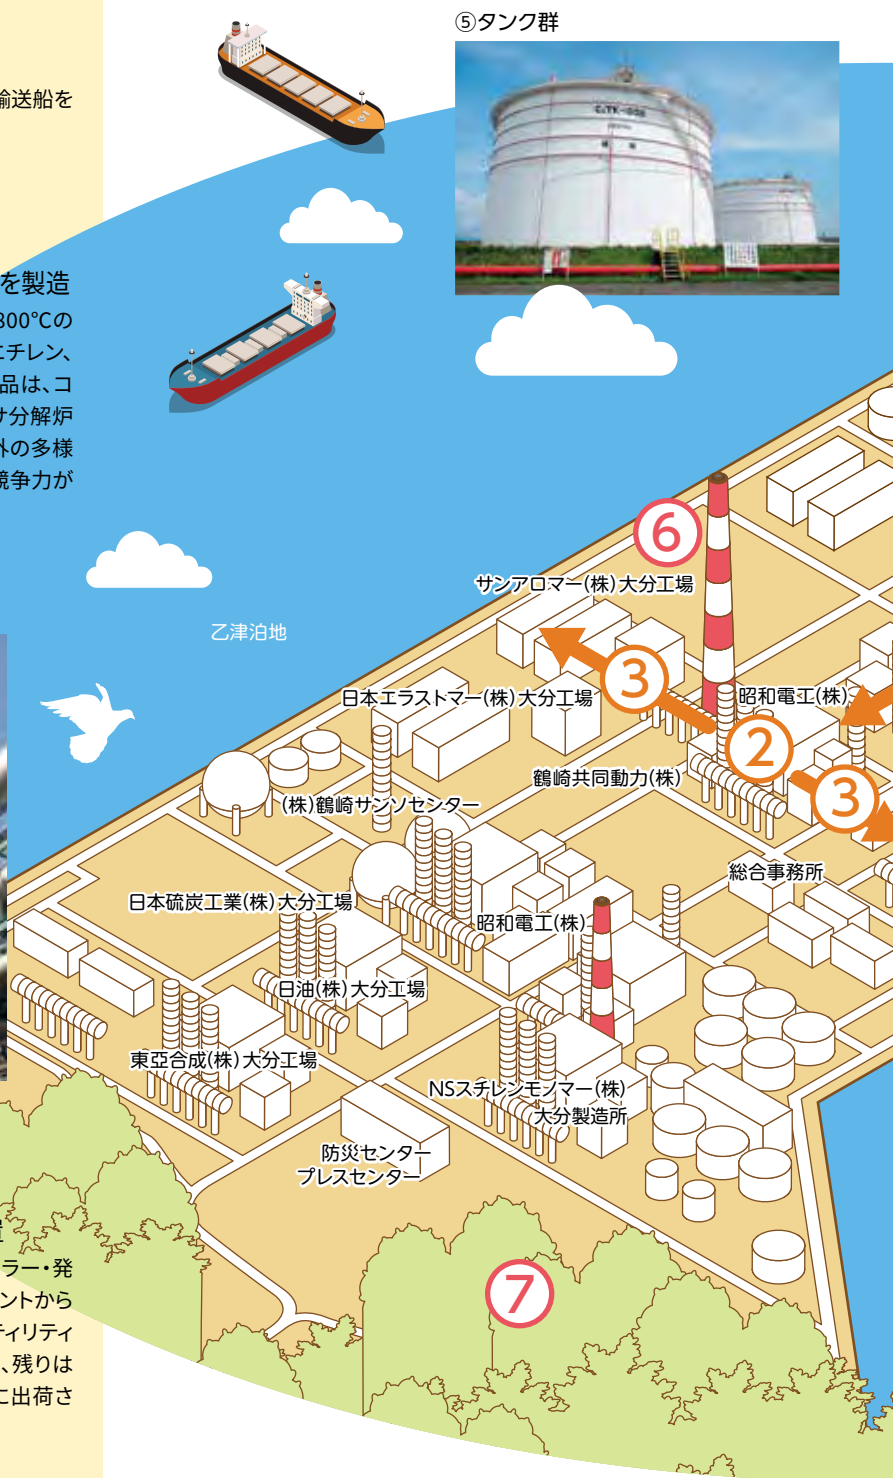 ⑤タンク群
輸送船を
を製造
800℃の
エチレン、
品は、コ
サ分解炉
外の多様
競争力が
C₂TK-002
乙津泊地
6
サンアロマー(株)大分工場
3
日本エラストマー(株)大分工場
昭和電工(株)
2
鶴崎共同動力(株)
3
(株)鶴崎サンソセンター
総合事務所
日本硫炭工業(株)大分工場
昭和電工(株)
日油(株)大分工場
東亞合成(株)大分工場
NSスチレンモノマー(株)
大分製造所
防災センター
プレスセンター
7
ラー・発
ントから
ティリティ
、残りは
に出荷さ